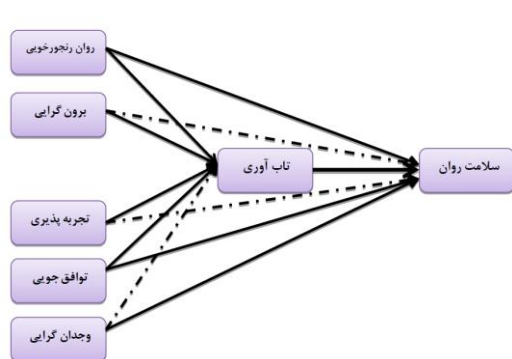 روان رنجورخویی
برون گرایی
تاب آوری
سلامت روان
تجربه پذیری
توافق جویی
وجدان گرایی